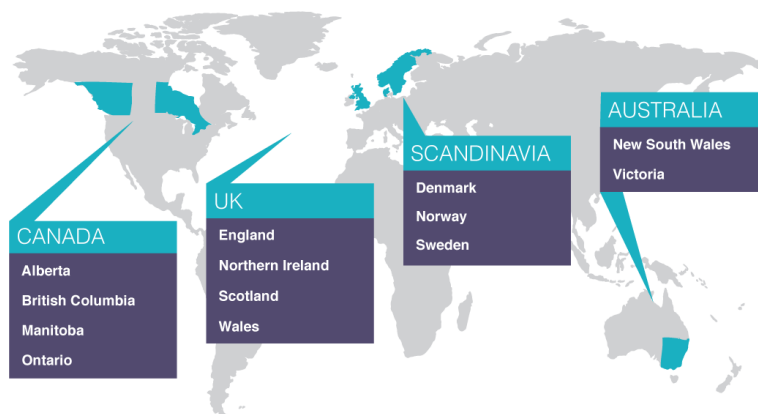 CANADA
Alberta
British Columbia
Manitoba
Ontario
UK
England
Northern Ireland
Scotland
Wales
SCANDINAVIA
Denmark
Norway
Sweden
AUSTRALIA
New South Wales
Victoria